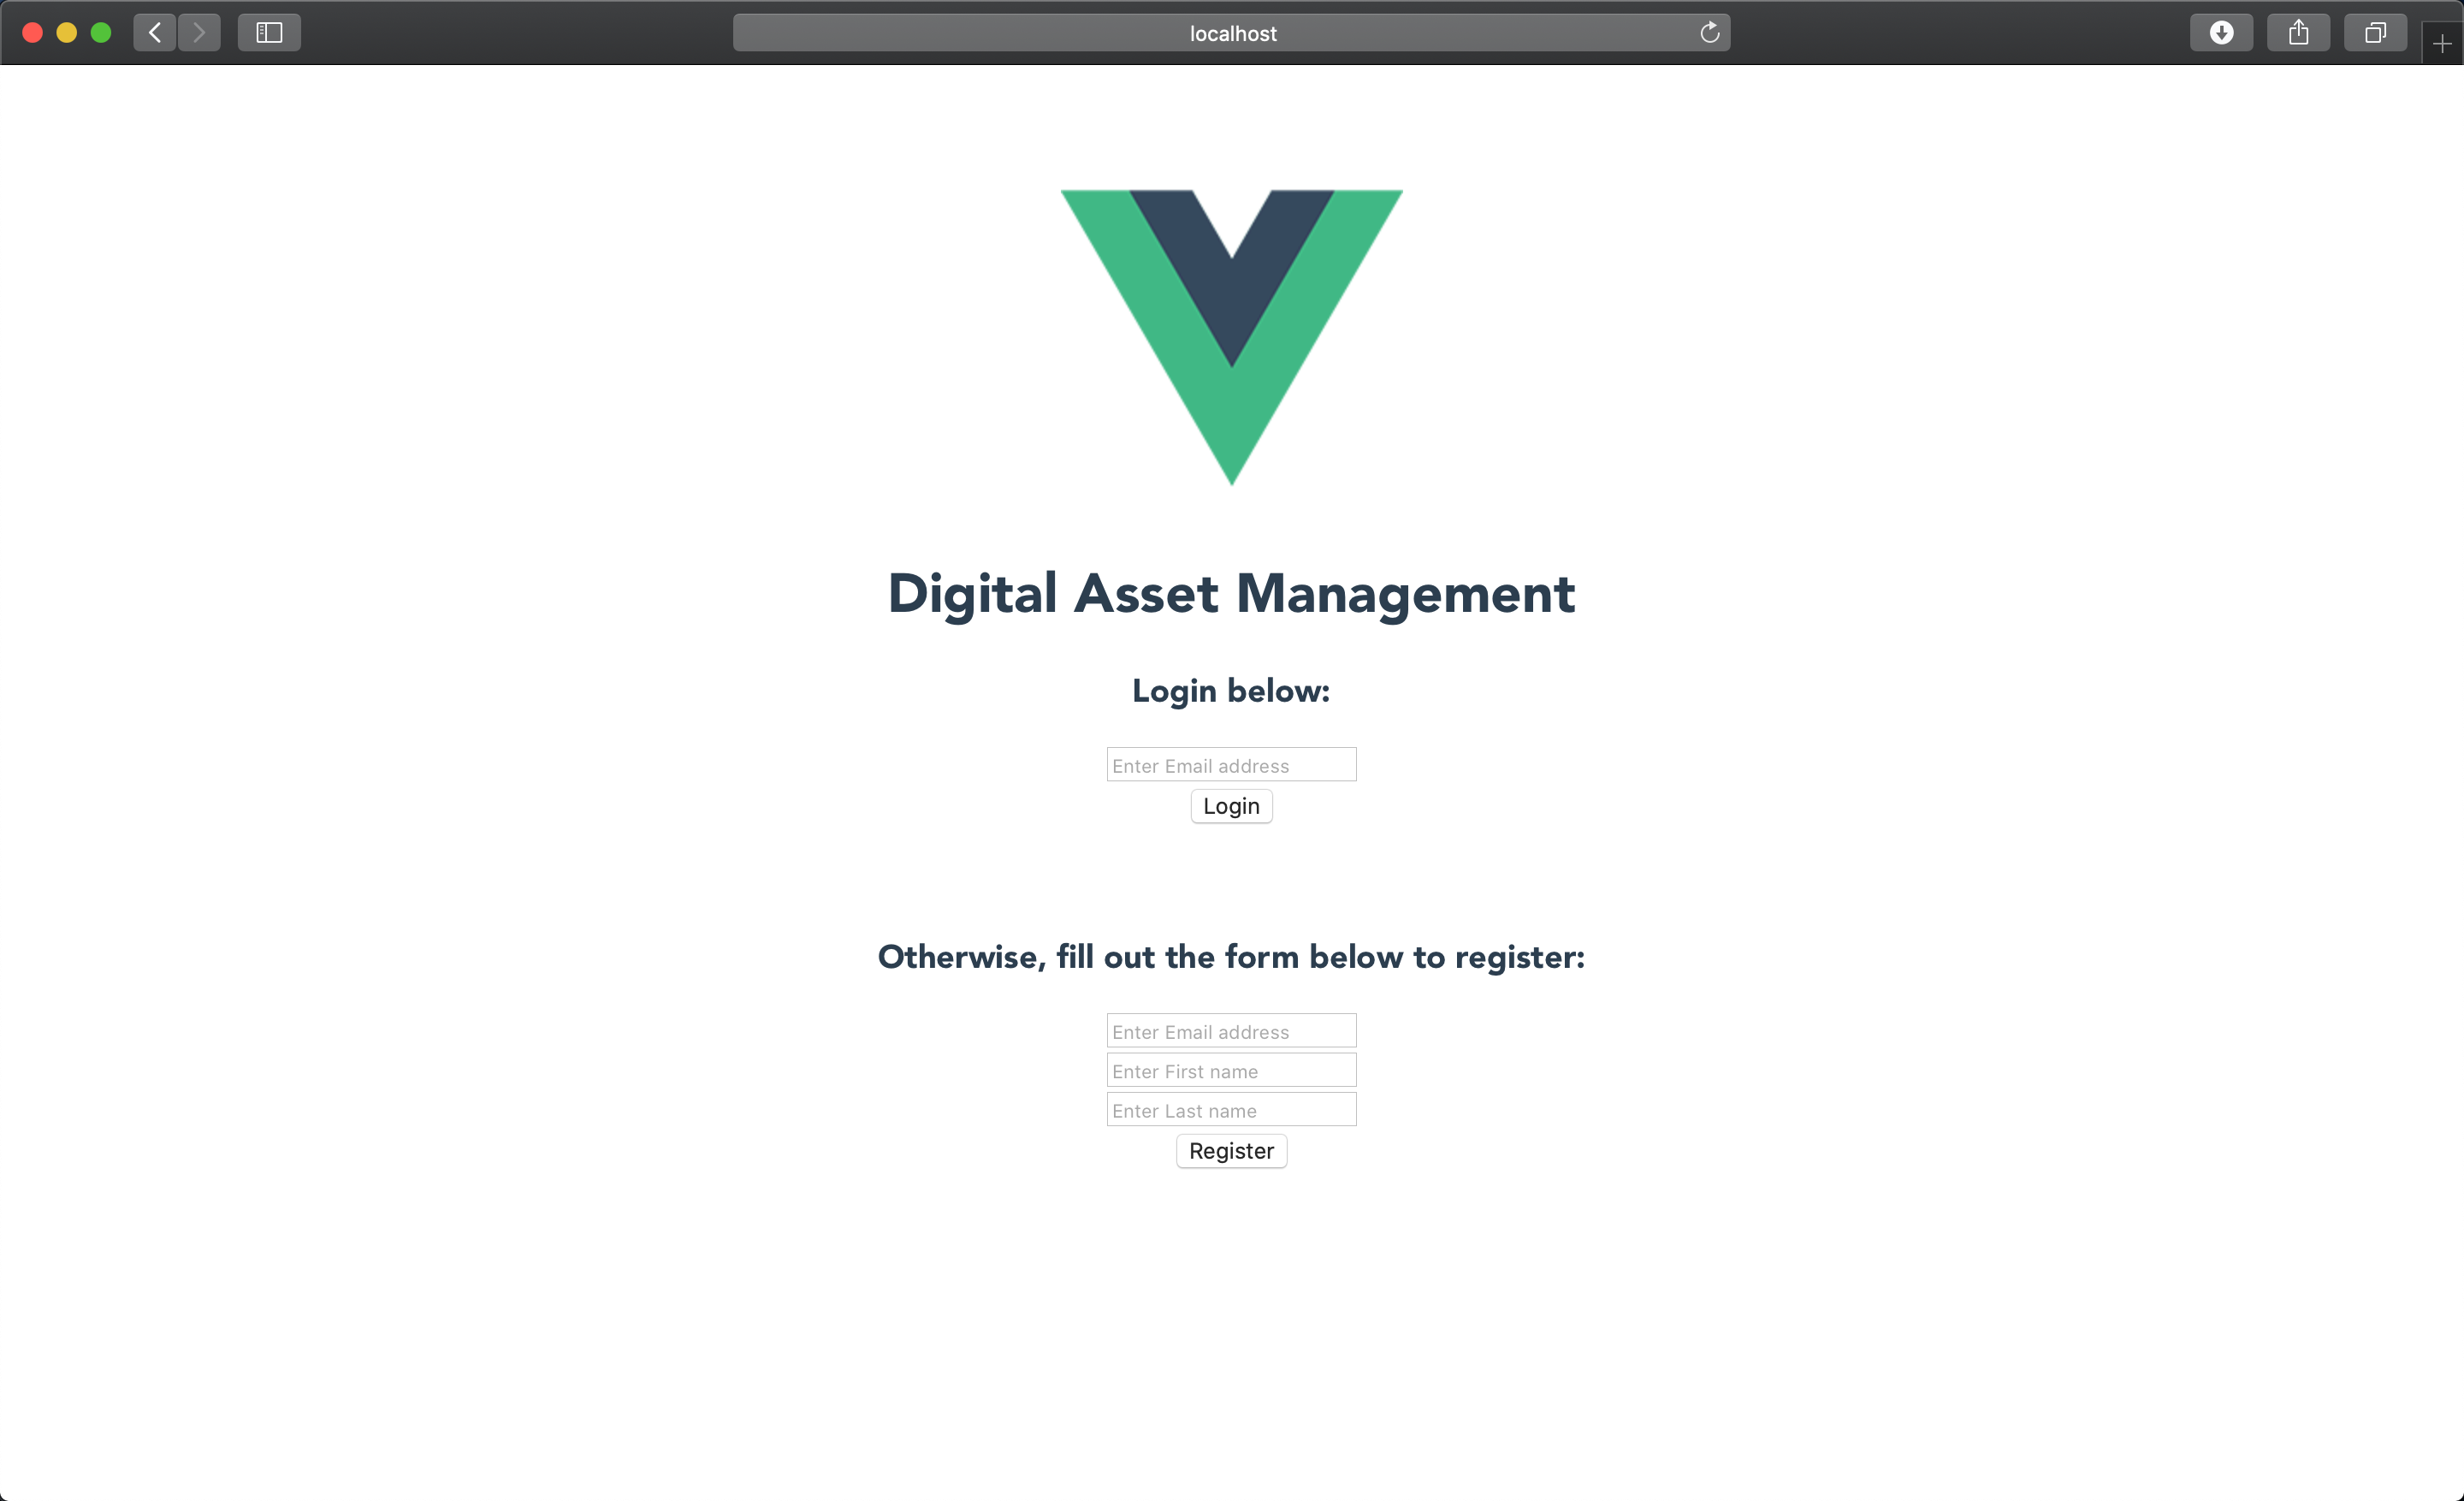 localhost
Digital Asset Management
Login below:
Enter Email address
Login
Otherwise, fill out the form below to register:
Enter Email address
Enter First name
Enter Last name
Register